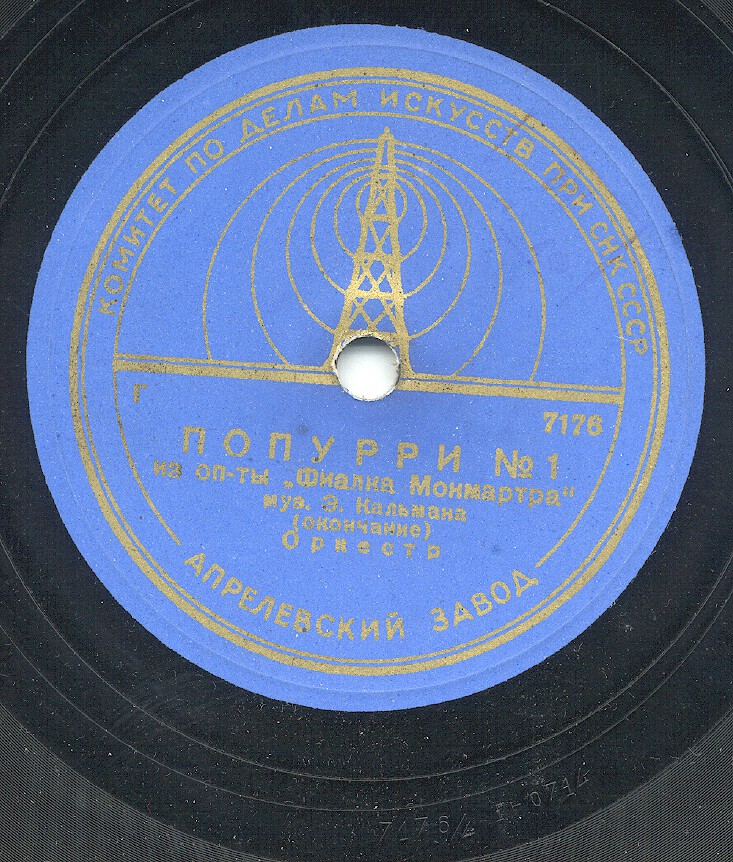 КОМИТЕТ ПО ДЕЛАМ ИСКУССТВ ПРИ СНК СССР
Г
7176
ПОПУРРИ №1
из оп-ты „Фиалка Монмартра"
муз. Э. Кальмана
(окончание)
Оркестр
АПРЕЛЕВСКИЙ ЗАВОД